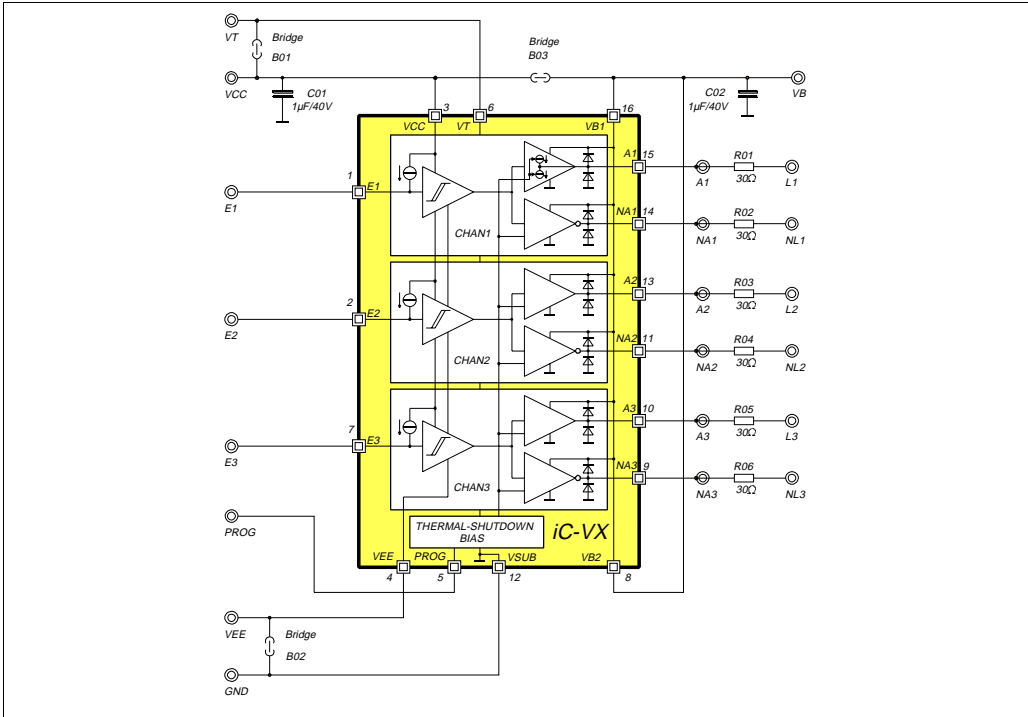 VT
Bridge
B01
Bridge
B03
VCC
C01
1µF/40V
C02
1µF/40V
VB
3
6
16
VCC
VT
VB1
1
E1
E1
CHAN1
A1
15
A1
R01
30Ω
L1
NA1
14
NA1
R02
30Ω
NL1
2
E2
E2
CHAN2
A2
13
A2
R03
30Ω
L2
NA2
11
NA2
R04
30Ω
NL2
7
E3
E3
CHAN3
A3
10
A3
R05
30Ω
L3
NA3
9
NA3
R06
30Ω
NL3
PROG
THERMAL-SHUTDOWN
BIAS
iC-VX
VEE
PROG
VSUB
VB2
4
5
12
8
VEE
Bridge
B02
GND